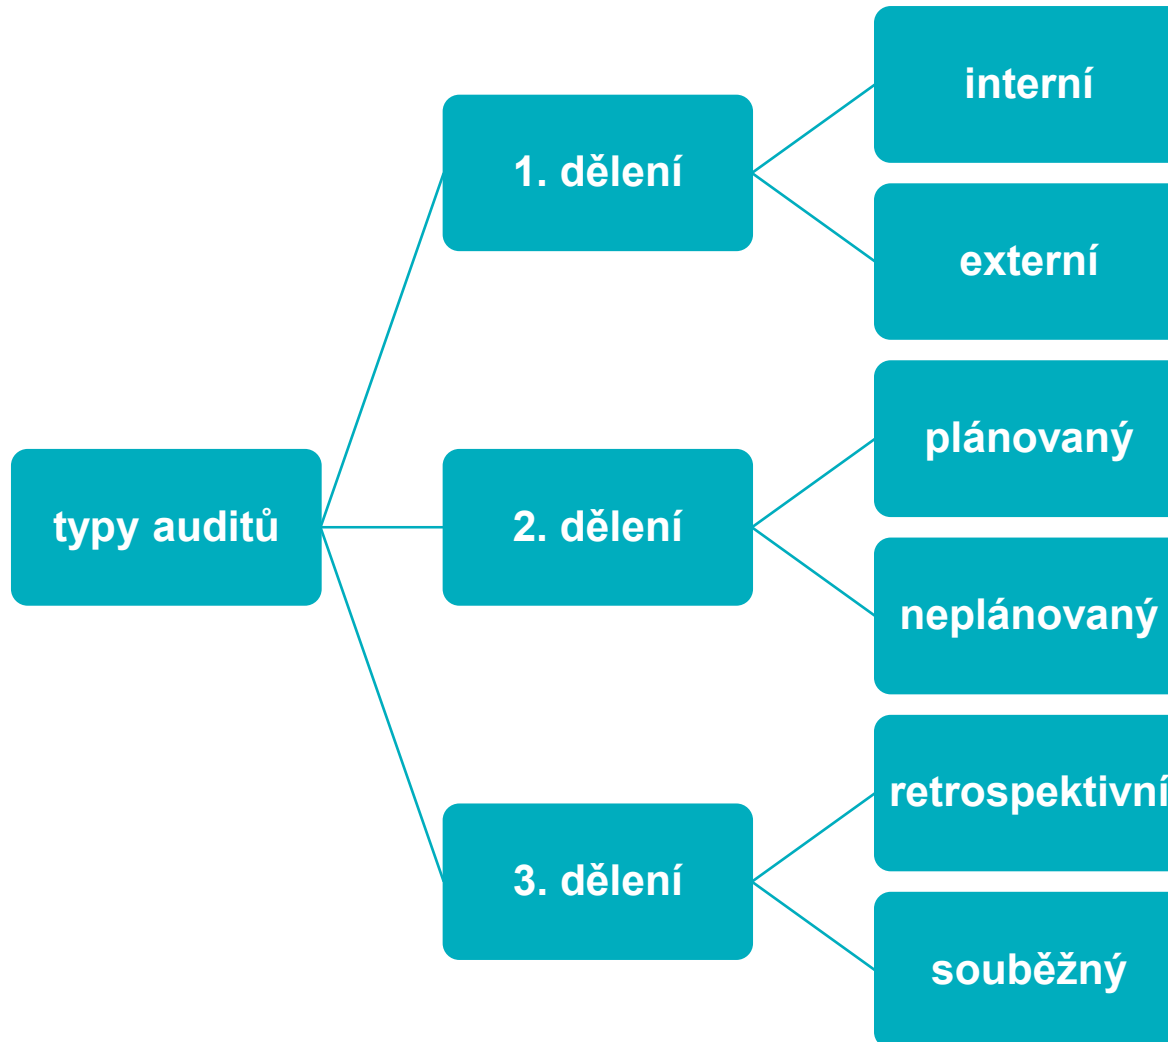 typy auditů
1. dělení
interní
externí
2. dělení
plánovaný
neplánovaný
3. dělení
retrospektivní
souběžný